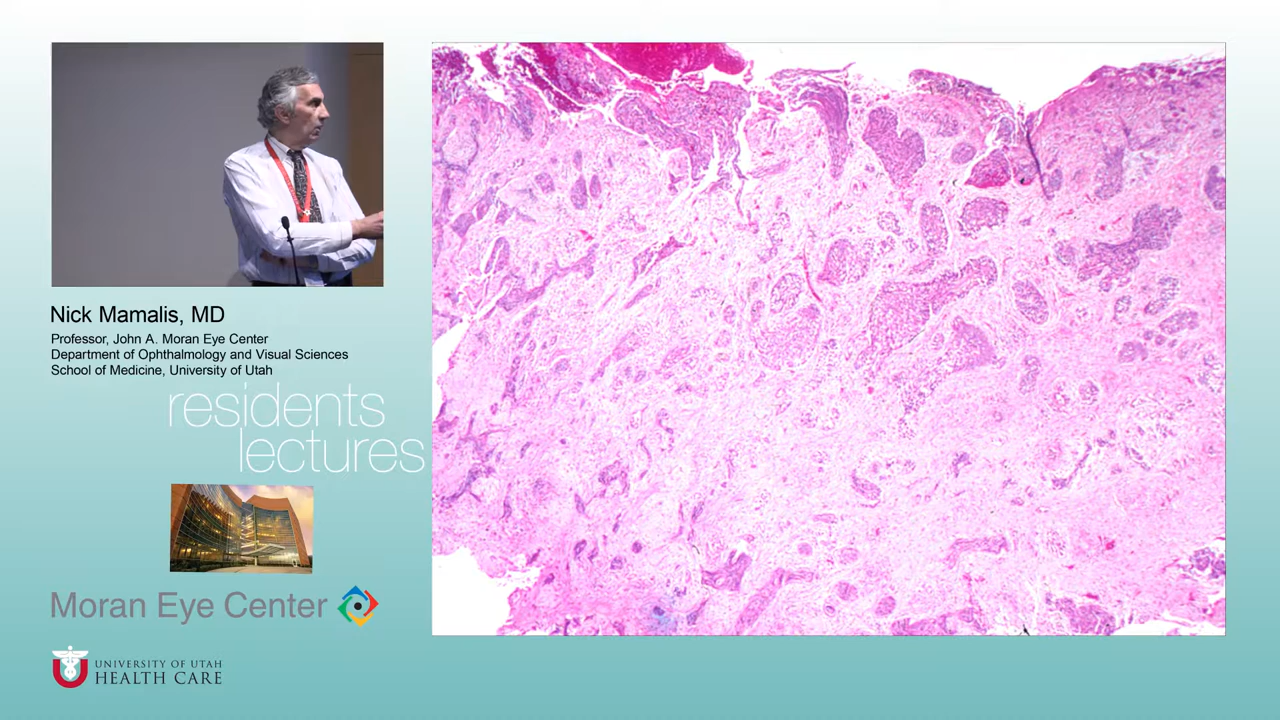 Nick Mamalis, MD
Professor, John A. Moran Eye Center
Department of Ophthalmology and Visual Sciences
School of Medicine, University of Utah
residents
lectures
Moran Eye Center
UNIVERSITY OF UTAH
HEALTH CARE